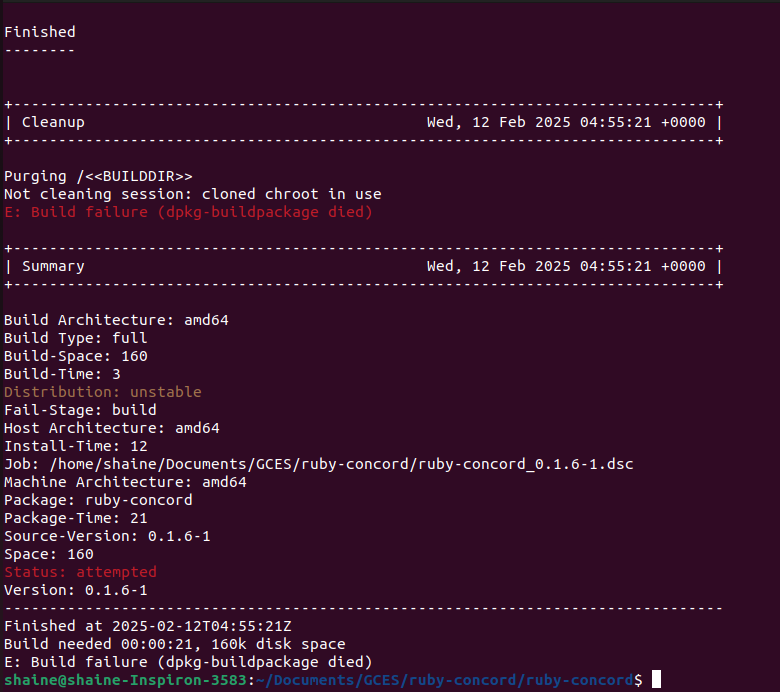 Finished
--------
+------------------------------------------------------------------------------+
| Cleanup                                      Wed, 12 Feb 2025 04:55:21 +0000 |
+------------------------------------------------------------------------------+
Purging /<<BUILDDIR>>
Not cleaning session: cloned chroot in use
E: Build failure (dpkg-buildpackage died)
+------------------------------------------------------------------------------+
| Summary                                      Wed, 12 Feb 2025 04:55:21 +0000 |
+------------------------------------------------------------------------------+
Build Architecture: amd64
Build Type: full
Build-Space: 160
Build-Time: 3
Distribution: unstable
Fail-Stage: build
Host Architecture: amd64
Install-Time: 12
Job: /home/shaine/Documents/GCES/ruby-concord/ruby-concord_0.1.6-1.dsc
Machine Architecture: amd64
Package: ruby-concord
Package-Time: 21
Source-Version: 0.1.6-1
Space: 160
Status: attempted
Version: 0.1.6-1
--------------------------------------------------------------------------------
Finished at 2025-02-12T04:55:21Z
Build needed 00:00:21, 160k disk space
E: Build failure (dpkg-buildpackage died)
shaine@shaine-Inspiron-3583:~/Documents/GCES/ruby-concord/ruby-concord$